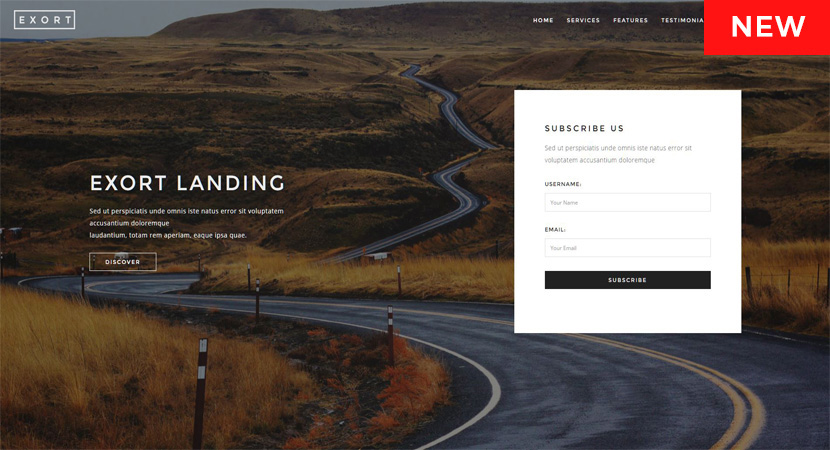 EXORT
HOME SERVICES FEATURES TESTIMONIA
NEW
SUBSCRIBE US
Sed ut perspiciatis unde omnis iste natus error sit
voluptatem accusantium doloremque
USERNAME:
Your Name
EMAIL:
Your Email
SUBSCRIBE
EXORT LANDING
Sed ut perspiciatis unde omnis iste natus error sit voluptatem
accusantium doloremque
laudantium, totam rem aperiam, eaque ipsa quae.
DISCOVER